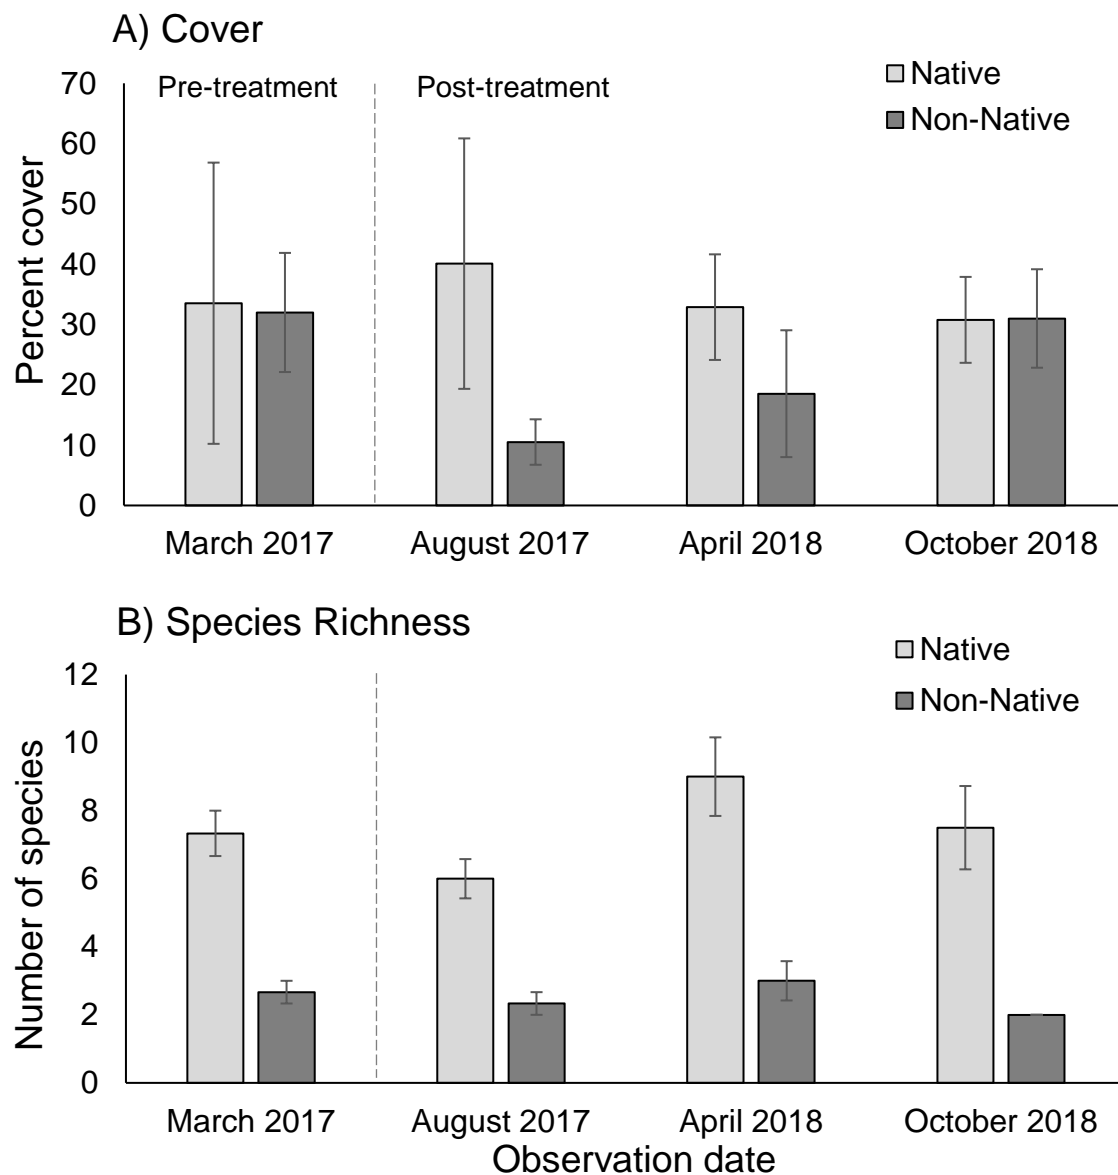 A) Cover
Native
Non-Native
Pre-treatment
Post-treatment
Percent cover
70
60
50
40
30
20
10
0
March 2017
August 2017
April 2018
October 2018
B) Species Richness
Native
Non-Native
Number of species
12
10
8
6
4
2
0
March 2017
August 2017
April 2018
October 2018
Observation date